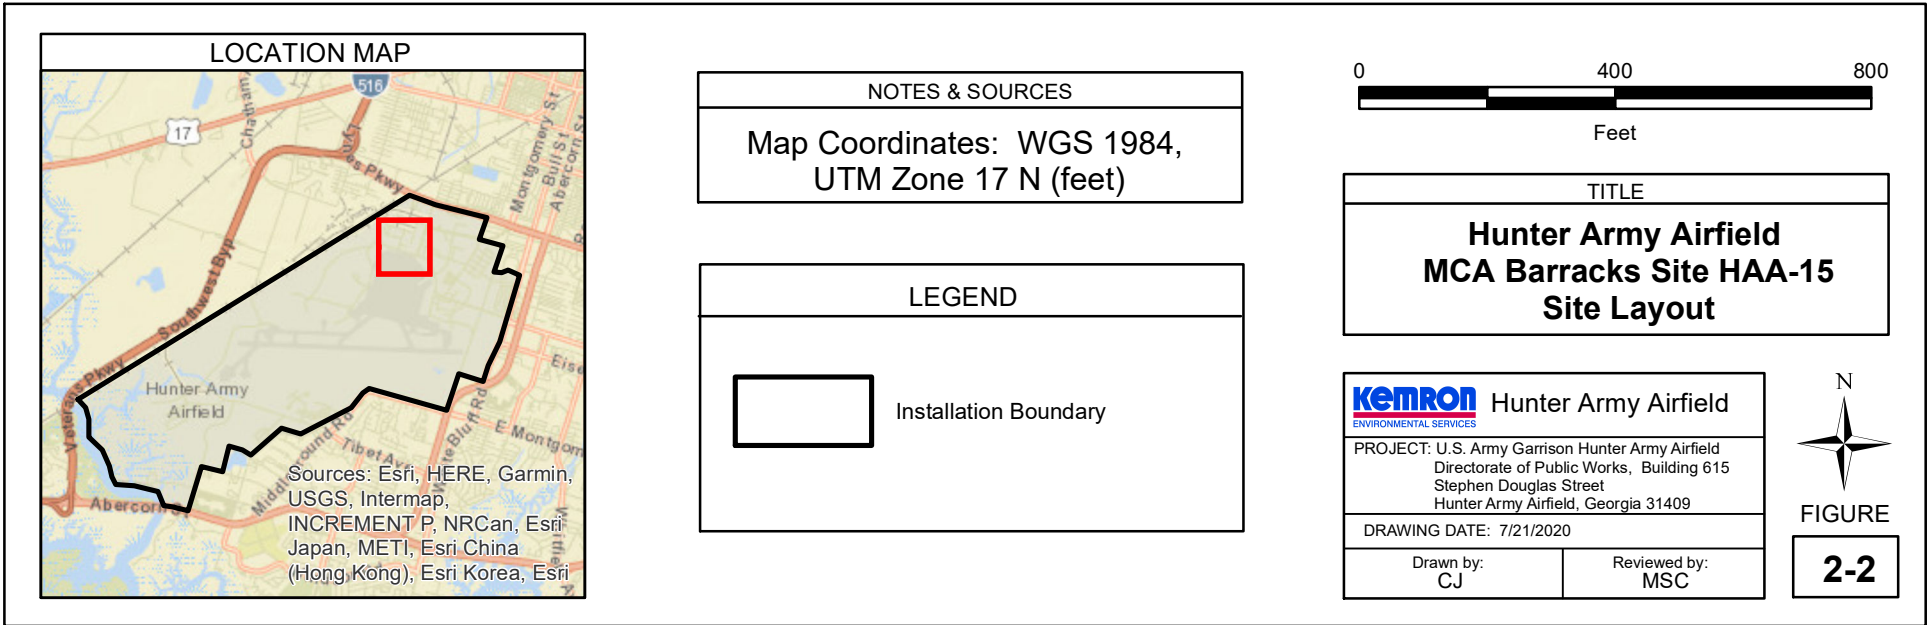 LOCATION MAP
516
17
Chatham
Lynes Pkwy
Montgomery St
Bull St
Abercorn St
Southwest Byp
Veterans Pkwy
Hunter Army
Airfield
Eise
E Montgom
White Bluff Rd
Middleground Rd
Tibet Ave
Abercorn St
Whitfield A
Sources: Esri, HERE, Garmin,
USGS, Intermap,
INCREMENT P, NRCan, Esri
Japan, METI, Esri China
(Hong Kong), Esri Korea, Esri
NOTES & SOURCES
Map Coordinates: WGS 1984,
UTM Zone 17 N (feet)
LEGEND
Installation Boundary
0 400 800
Feet
TITLE
Hunter Army Airfield
MCA Barracks Site HAA-15
Site Layout
KEMRON
ENVIRONMENTAL SERVICES
Hunter Army Airfield
PROJECT: U.S. Army Garrison Hunter Army Airfield
Directorate of Public Works, Building 615
Stephen Douglas Street
Hunter Army Airfield, Georgia 31409
DRAWING DATE: 7/21/2020
Drawn by:
CJ
Reviewed by:
MSC
N
FIGURE
2-2